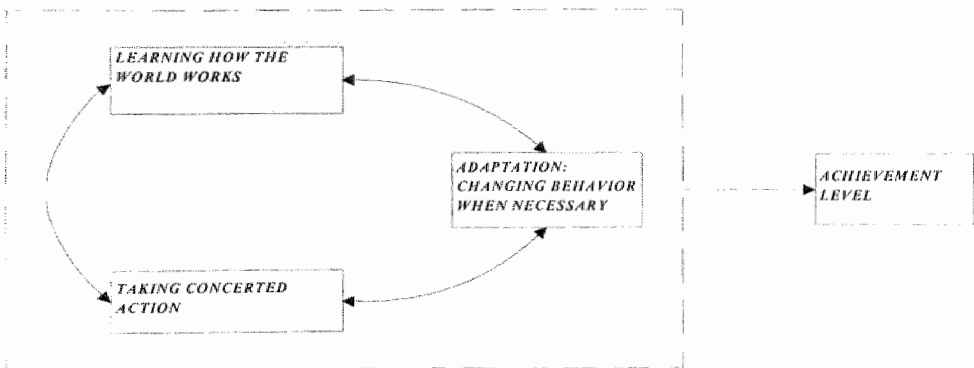 LEARNING HOW THE
WORLD WORKS
ADAPTATION:
CHANGING BEHAVIOR
WHEN NECESSARY
ACHIEVEMENT
LEVEL
TAKING CONCERTED
ACTION